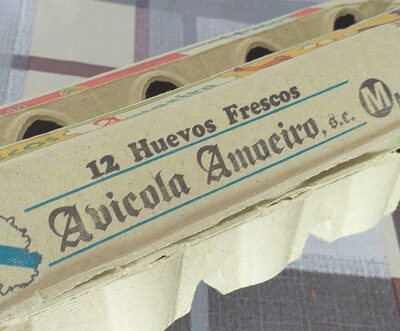 12 Huevos Frescos
Avicola Amoeiro, s.c.
M